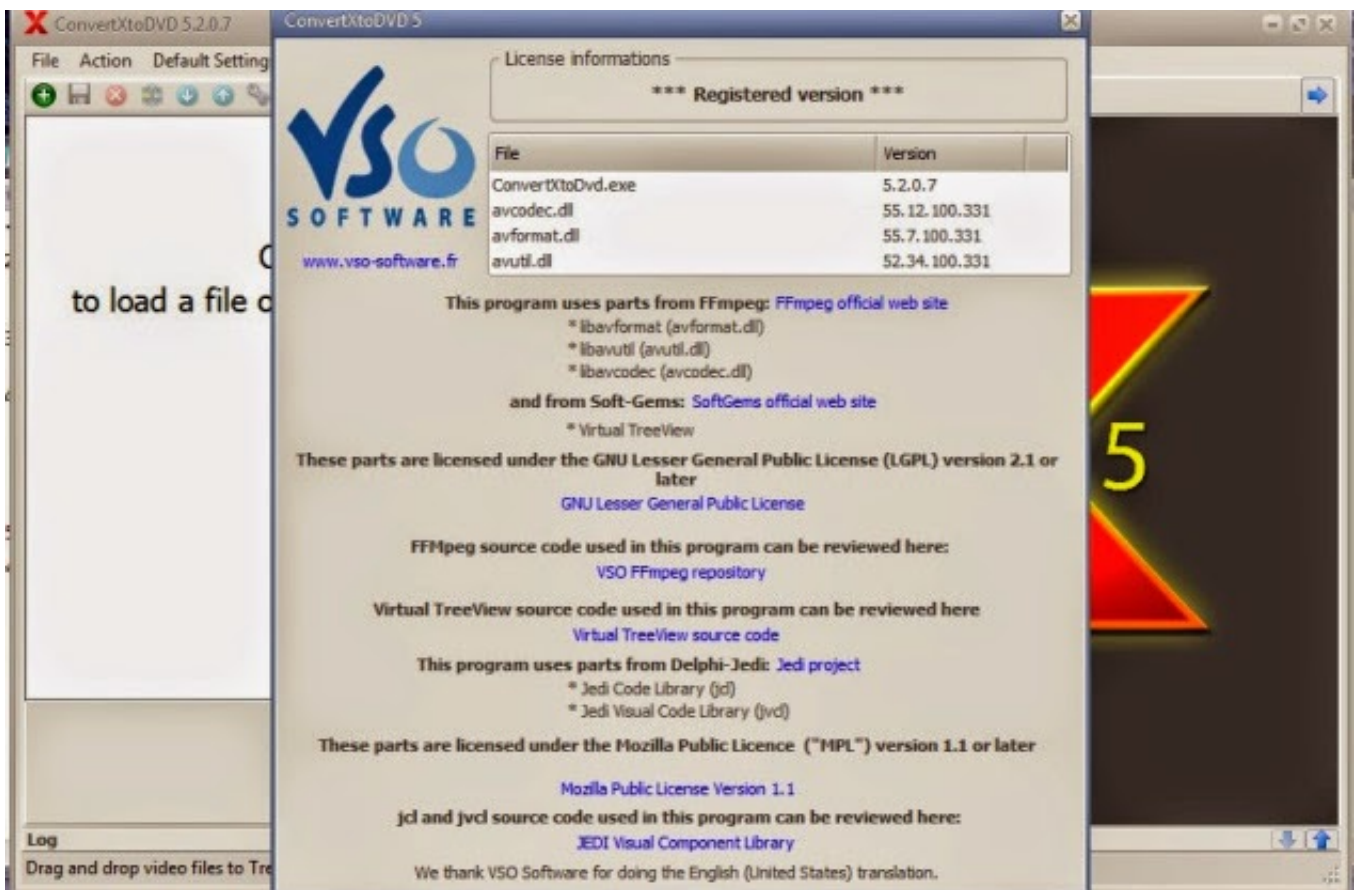 ConvertXtoDVD 5.2.0.7
ConvertXtoDVD 5
File Action Default Setting
License informations
*** Registered version ***
VSO
SOFTWARE
www.vso-software.fr
File Version
ConvertXtoDvd.exe 5.2.0.7
avcodec.dll 55.12.100.331
avformat.dll 55.7.100.331
avutil.dll 52.34.100.331
to load a file
This program uses parts from FFmpeg: FFmpeg official web site
* libavformat (avformat.dll)
* libavutil (avutil.dll)
* libavcodec (avcodec.dll)
and from Soft-Gems: SoftGems official web site
* Virtual TreeView
These parts are licensed under the GNU Lesser General Public License (LGPL) version 2.1 or
later
GNU Lesser General Public License
5
FFMpeg source code used in this program can be reviewed here:
VSO FFmpeg repository
Virtual TreeView source code used in this program can be reviewed here
Virtual TreeView source code
This program uses parts from Delphi-Jedi: Jedi project
* Jedi Code Library (jcl)
* Jedi Visual Code Library (jvcl)
These parts are licensed under the Mozilla Public Licence ("MPL") version 1.1 or later
Mozilla Public License Version 1.1
jcl and jvcl source code used in this program can be reviewed here:
JEDI Visual Component Library
Log
Drag and drop video files to Tre
We thank VSO Software for doing the English (United States) translation.